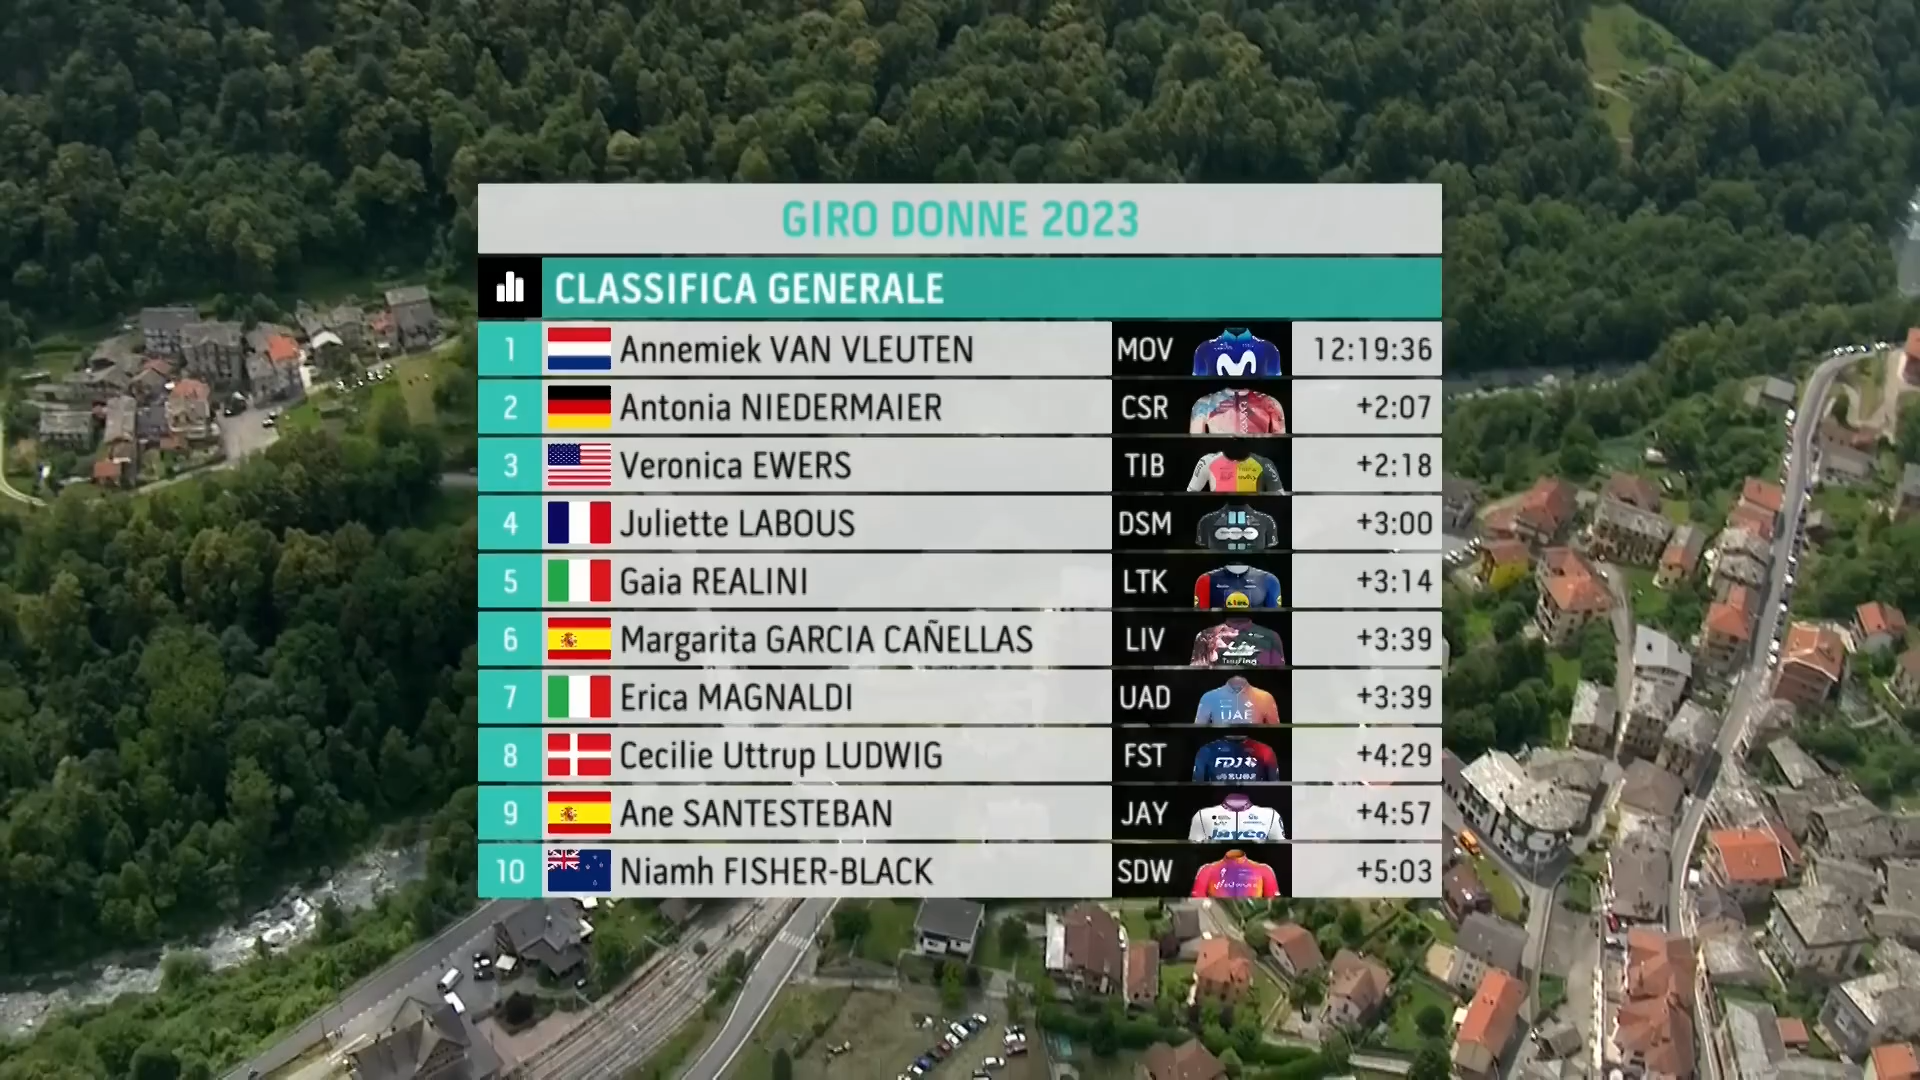 GIRO DONNE 2023
CLASSIFICA GENERALE
1 Annemiek VAN VLEUTEN MOV 12:19:36
2 Antonia NIEDERMAIER CSR +2:07
3 Veronica EWERS TIB +2:18
4 Juliette LABOUS DSM +3:00
5 Gaia REALINI LTK +3:14
6 Margarita GARCIA CAÑELLAS LIV +3:39
7 Erica MAGNALDI UAD UAE +3:39
8 Cecilie Uttrup LUDWIG FST FDJ +4:29
9 Ane SANTESTEBAN JAY Jayco +4:57
10 Niamh FISHER-BLACK SDW +5:03